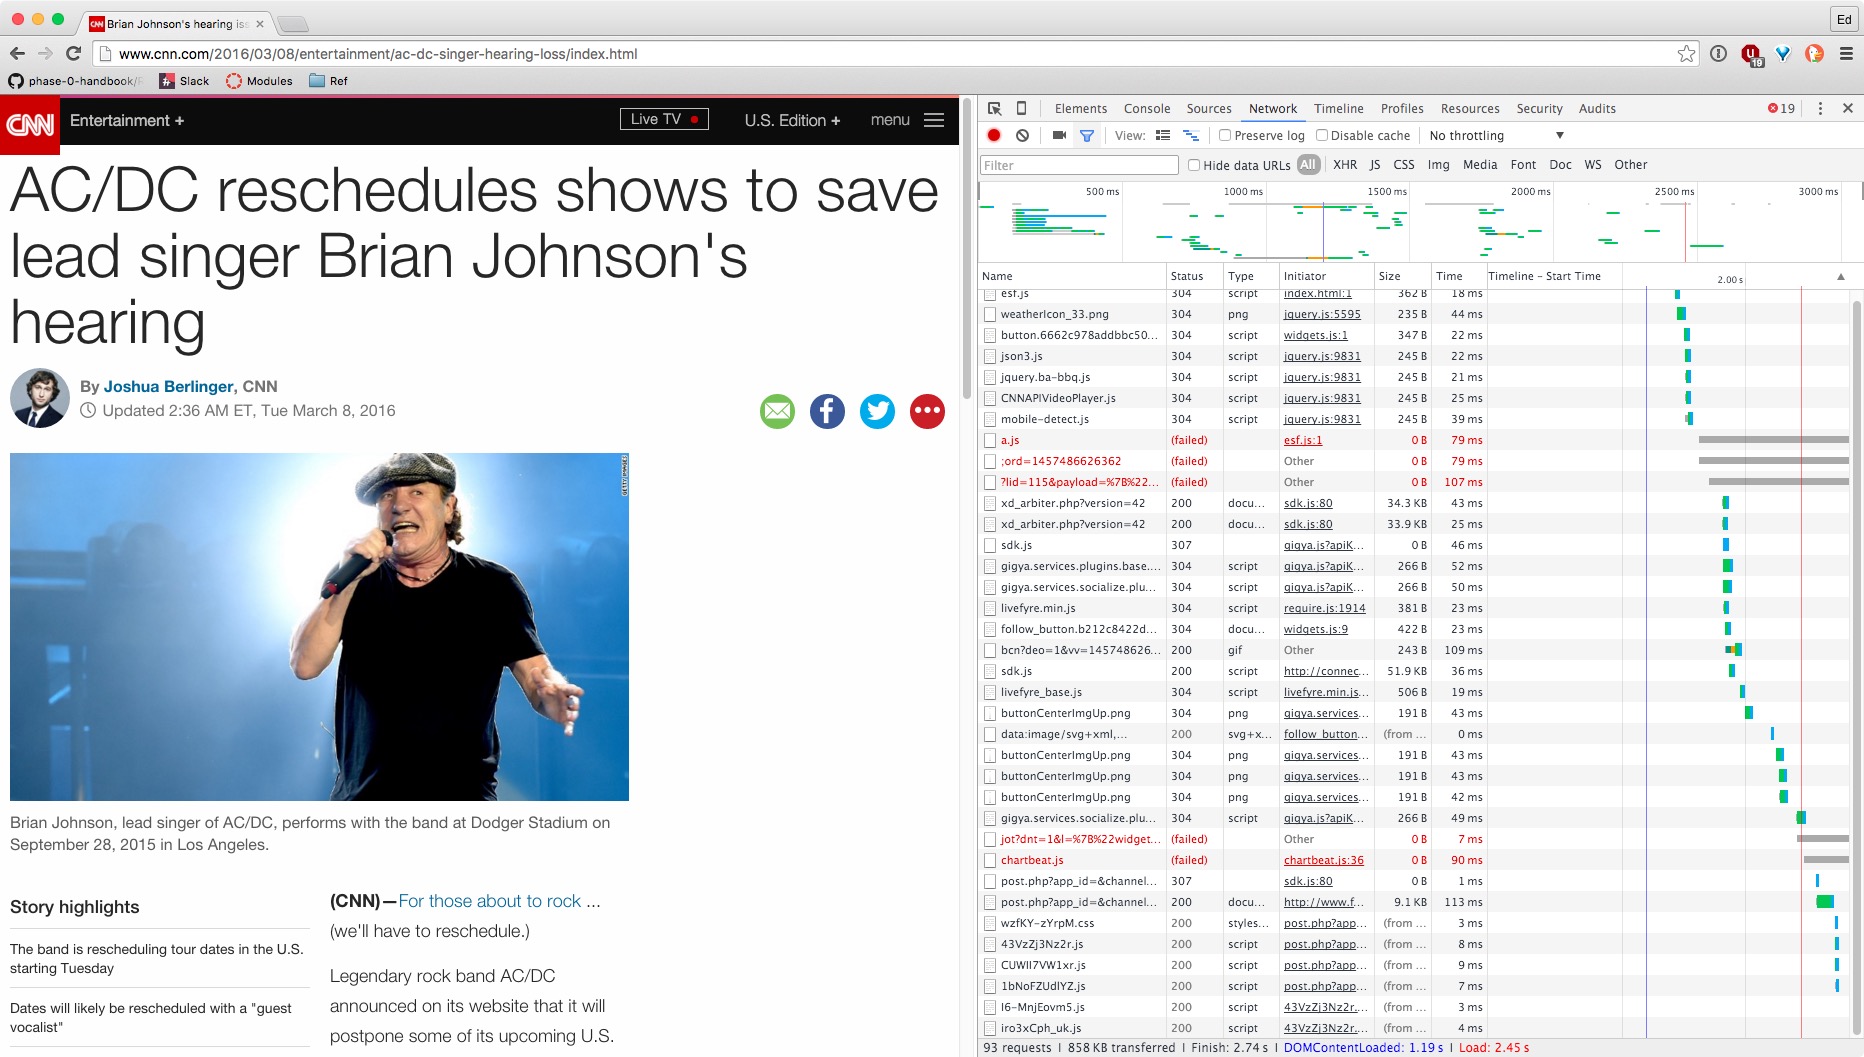 Brian Johnson's hearing iss
Ed
www.cnn.com/2016/03/08/entertainment/ac-dc-singer-hearing-loss/index.html
19
phase-0-handbook/
Slack
Modules
Ref
CNN
Entertainment +
Live TV
U.S. Edition +
menu
AC/DC reschedules shows to save
lead singer Brian Johnson's
hearing
By Joshua Berlinger, CNN
Updated 2:36 AM ET, Tue March 8, 2016
Brian Johnson, lead singer of AC/DC, performs with the band at Dodger Stadium on
September 28, 2015 in Los Angeles.
Story highlights
The band is rescheduling tour dates in the U.S.
starting Tuesday
Dates will likely be rescheduled with a "guest
vocalist"
(CNN)—For those about to rock ...
(we'll have to reschedule.)
Legendary rock band AC/DC
announced on its website that it will
postpone some of its upcoming U.S.
Elements Console Sources Network Timeline Profiles Resources Security Audits 19
View: Preserve log Disable cache No throttling
Filter Hide data URLs All XHR JS CSS Img Media Font Doc WS Other
500 ms 1000 ms 1500 ms 2000 ms 2500 ms 3000 ms
Name Status Type Initiator Size Time Timeline – Start Time 2.00 s
esf.js 304 script index.html:1 362 B 18 ms
weatherIcon_33.png 304 png jquery.js:5595 235 B 44 ms
button.6662c978addbbc50... 304 script widgets.js:1 347 B 22 ms
json3.js 304 script jquery.js:9831 245 B 22 ms
jquery.ba-bbq.js 304 script jquery.js:9831 245 B 21 ms
CNNAPIVideoPlayer.js 304 script jquery.js:9831 245 B 25 ms
mobile-detect.js 304 script jquery.js:9831 245 B 39 ms
a.js (failed) esf.js:1 0 B 79 ms
;ord=1457486626362 (failed) Other 0 B 79 ms
?lid=115&payload=%7B%22... (failed) Other 0 B 107 ms
xd_arbiter.php?version=42 200 docu... sdk.js:80 34.3 KB 43 ms
xd_arbiter.php?version=42 200 docu... sdk.js:80 33.9 KB 25 ms
sdk.js 307 gigya.js?apiK... 0 B 46 ms
gigya.services.plugins.base.... 304 script gigya.js?apiK... 266 B 52 ms
gigya.services.socialize.plu... 304 script gigya.js?apiK... 266 B 50 ms
livefyre.min.js 304 script require.js:1914 381 B 23 ms
follow_button.b212c8422d... 304 docu... widgets.js:9 422 B 23 ms
bcn?deo=1&vv=145748626... 200 gif Other 243 B 109 ms
sdk.js 200 script http://connec... 51.9 KB 36 ms
livefyre_base.js 304 script livefyre.min.js... 506 B 19 ms
buttonCenterImgUp.png 304 png gigya.services... 191 B 43 ms
data:image/svg+xml,... 200 svg+x... follow_button... (from ... 0 ms
buttonCenterImgUp.png 304 png gigya.services... 191 B 43 ms
buttonCenterImgUp.png 304 png gigya.services... 191 B 43 ms
buttonCenterImgUp.png 304 png gigya.services... 191 B 42 ms
gigya.services.socialize.plu... 304 script gigya.js?apiK... 266 B 49 ms
jot?dnt=1&l=%7B%22widget... (failed) Other 0 B 7 ms
chartbeat.js (failed) chartbeat.js:36 0 B 90 ms
post.php?app_id=&channel... 307 sdk.js:80 0 B 1 ms
post.php?app_id=&channel... 200 docu... http://www.f... 9.1 KB 113 ms
wzfKY-zYrpM.css 200 styles... post.php?app... (from ... 3 ms
43VzZj3Nz2r.js 200 script post.php?app... (from ... 8 ms
CUWII7VW1xr.js 200 script post.php?app... (from ... 9 ms
1bNoFZUdlYZ.js 200 script post.php?app... (from ... 7 ms
l6-MnjEovm5.js 200 script 43VzZj3Nz2r.... (from ... 3 ms
iro3xCph_uk.js 200 script 43VzZj3Nz2r.... (from ... 4 ms
93 requests | 858 KB transferred | Finish: 2.74 s | DOMContentLoaded: 1.19 s | Load: 2.45 s